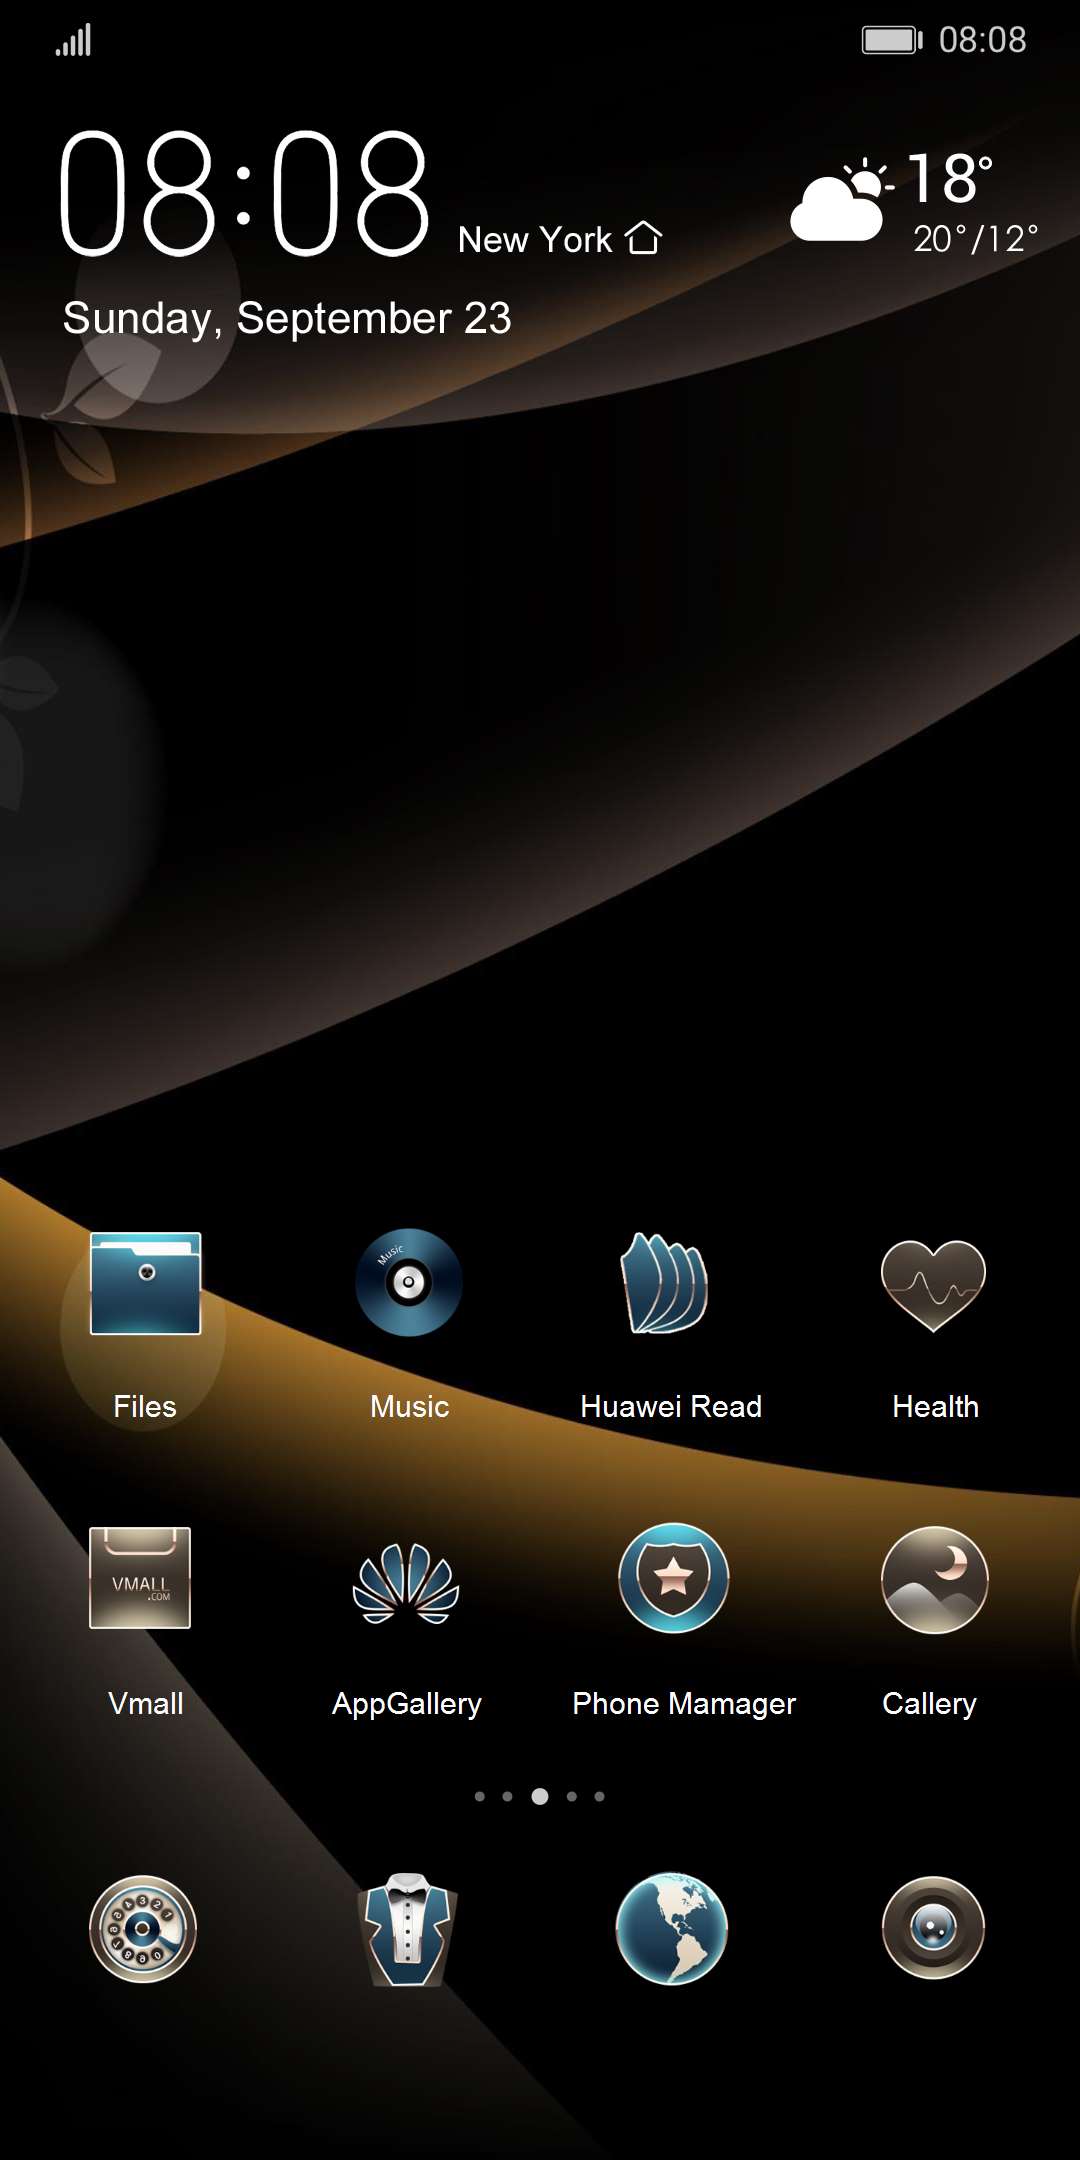 08:08
08:08
New York
18°
20°/12°
Sunday, September 23
Music
Files
Music
Huawei Read
Health
VMALL
.COM
Vmall
AppGallery
Phone Mamager
Callery